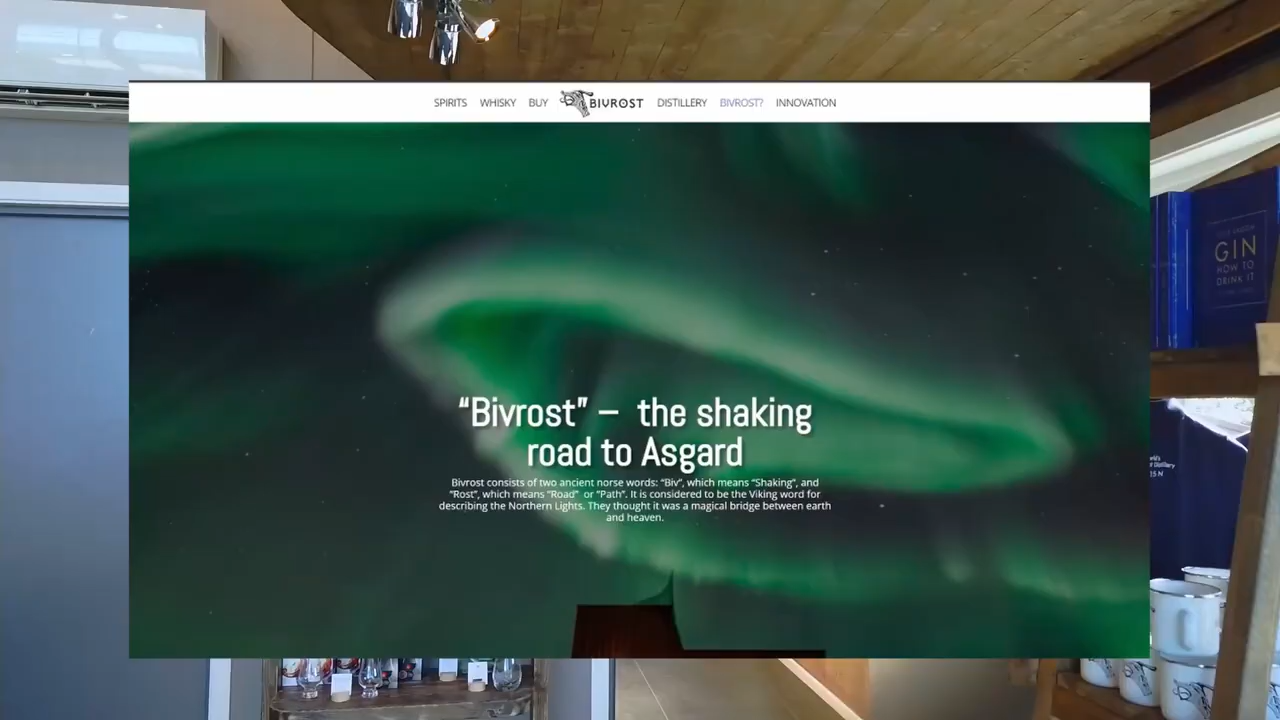 SPIRITS WHISKY BUY BIVROST DISTILLERY BIVROST? INNOVATION
GIN
HOW TO
DRINK IT
“Bivrost” – the shaking
road to Asgard
Bivrost consists of two ancient norse words: “Biv”, which means “Shaking”, and
“Rost”, which means “Road” or “Path”. It is considered to be the Viking word for
describing the Northern Lights. They thought it was a magical bridge between earth
and heaven.
Distillery